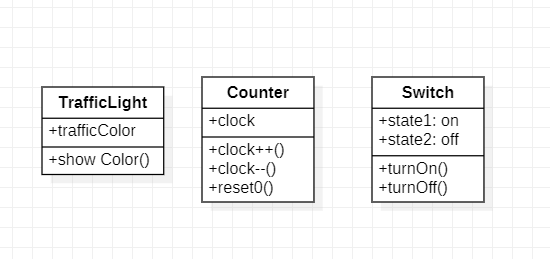 TrafficLight
+trafficColor
+show Color()
Counter
+clock
+clock++()
+clock--()
+reset0()
Switch
+state1: on
+state2: off
+turnOn()
+turnOff()